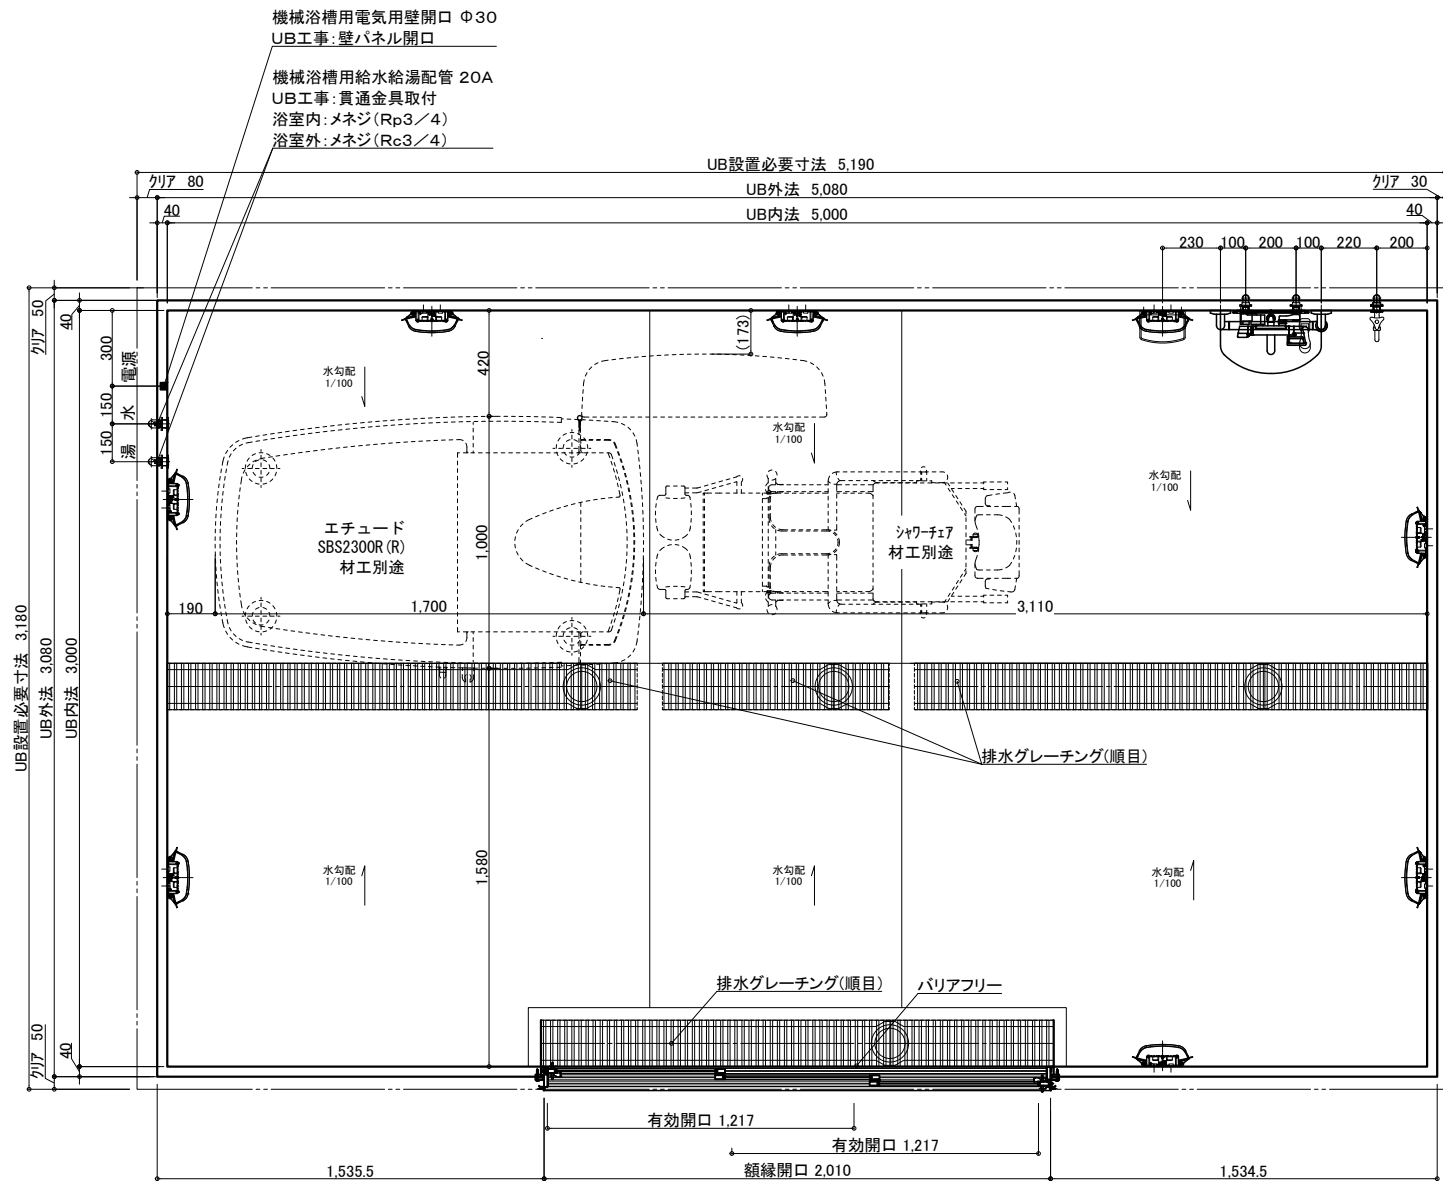 機械浴槽用電気用壁開口 Φ30
UB工事:壁パネル開口
機械浴槽用給水給湯配管 20A
UB工事:貫通金具取付
浴室内:メネジ(Rp3/4)
浴室外:メネジ(Rc3/4)
UB設置必要寸法 5,190
クリア 80
UB外法 5,080
クリア 30
40
UB内法 5,000
40
230
100
200
100
220
200
クリア 50
40
300
電源
150
水
150
湯
420
(173)
水勾配
1/100
水勾配
1/100
水勾配
1/100
エチュード
SBS2300R(R)
材工別途
1,000
シャワーチェア
材工別途
190
1,700
3,110
UB設置必要寸法 3,180
UB外法 3,080
UB内法 3,000
排水グレーチング(順目)
1,580
水勾配
1/100
水勾配
1/100
水勾配
1/100
排水グレーチング(順目)
バリアフリー
クリア 50
40
有効開口 1,217
有効開口 1,217
1,535.5
額縁開口 2,010
1,534.5